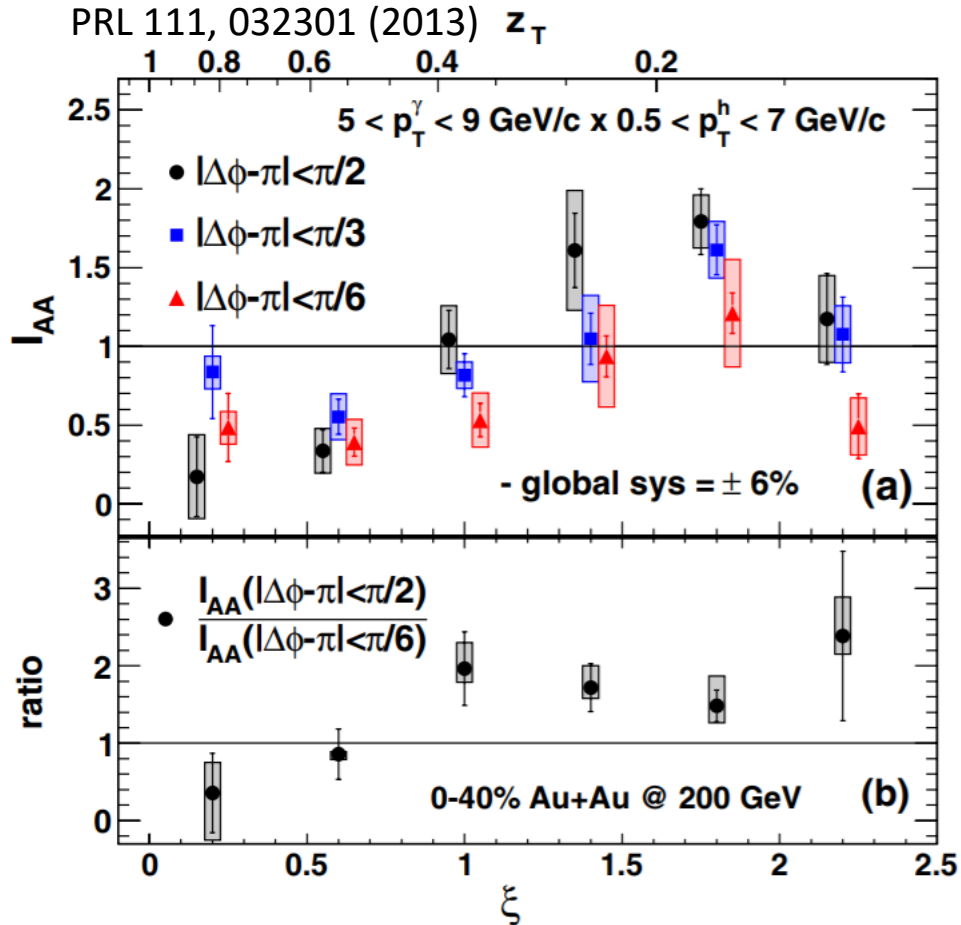 PRL 111, 032301 (2013)
z_T
1 0.8 0.6 0.4 0.2
5 < p_T^γ < 9 GeV/c x 0.5 < p_T^h < 7 GeV/c
|Δϕ-π|<π/2
|Δϕ-π|<π/3
|Δϕ-π|<π/6
I_AA
2.5
2
1.5
1
0.5
0
- global sys = ± 6%
(a)
I_AA(|Δϕ-π|<π/2)
I_AA(|Δϕ-π|<π/6)
ratio
3
2
1
0
0-40% Au+Au @ 200 GeV
(b)
0 0.5 1 1.5 2 2.5
ξ